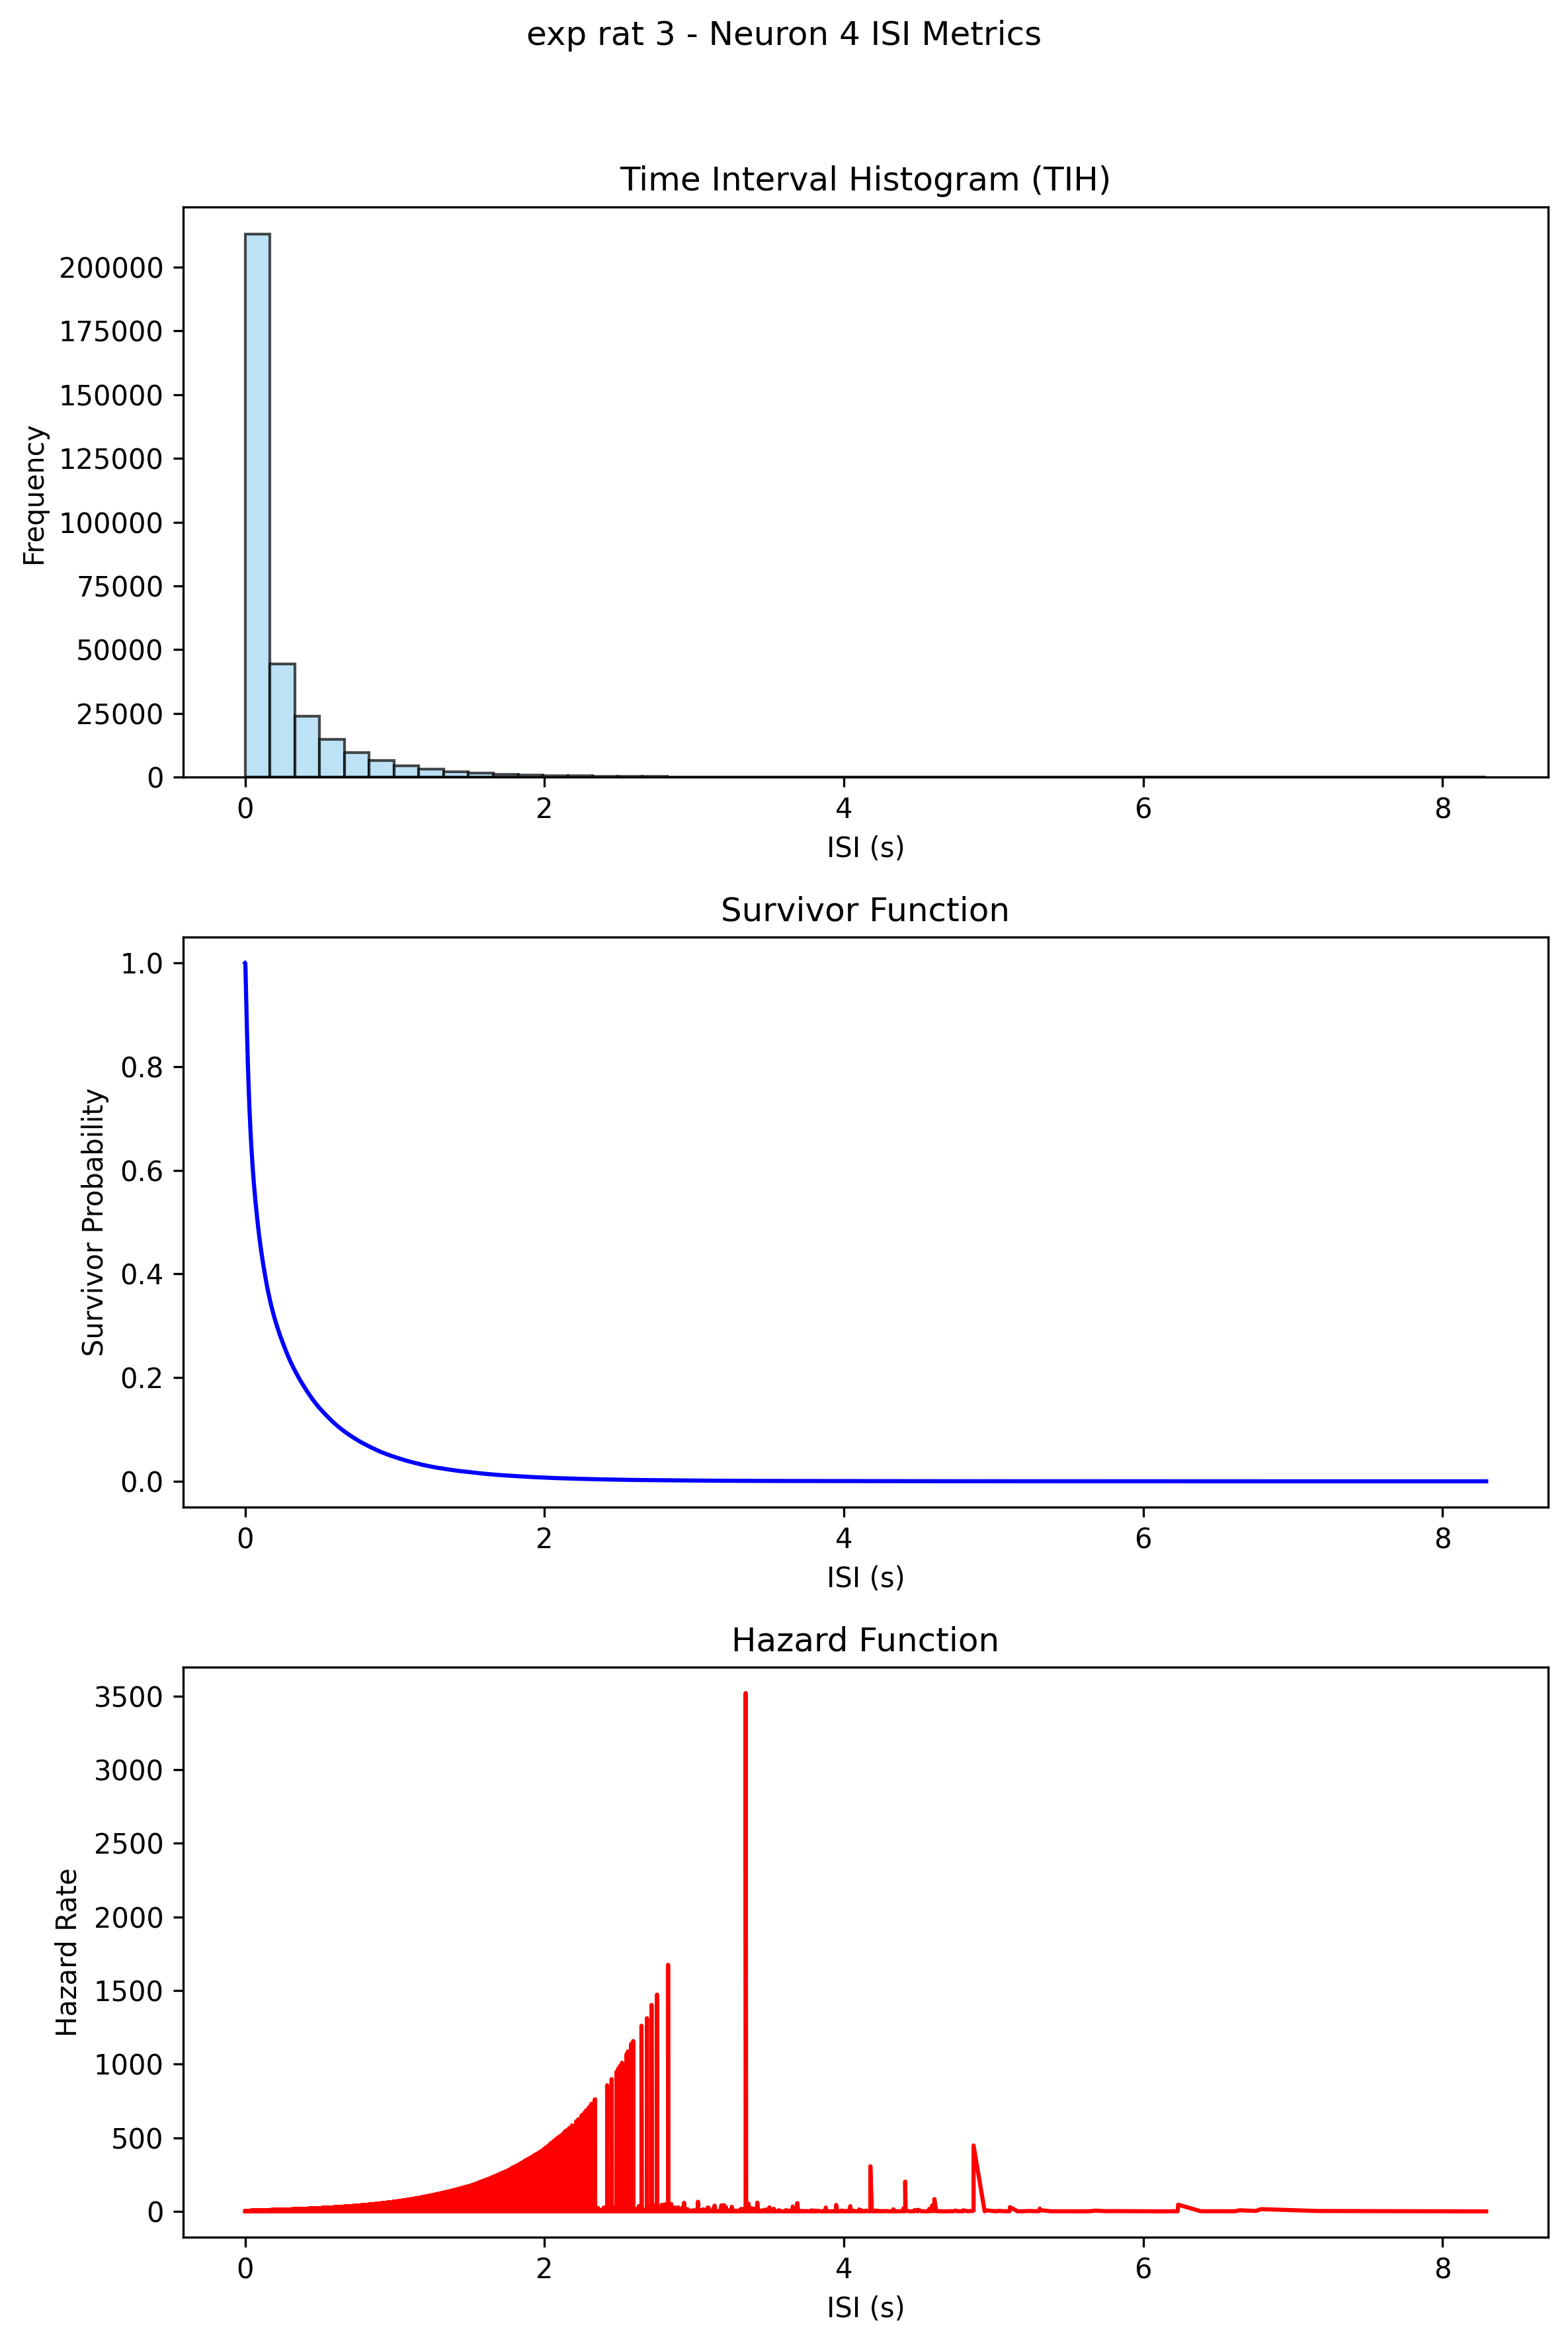 exp rat 3 - Neuron 4 ISI Metrics
Time Interval Histogram (TIH)
200000
175000
150000
125000
100000
75000
50000
25000
0
Frequency
0 2 4 6 8
ISI (s)
Survivor Function
1.0
0.8
0.6
0.4
0.2
0.0
Survivor Probability
0 2 4 6 8
ISI (s)
Hazard Function
3500
3000
2500
2000
1500
1000
500
0
Hazard Rate
0 2 4 6 8
ISI (s)